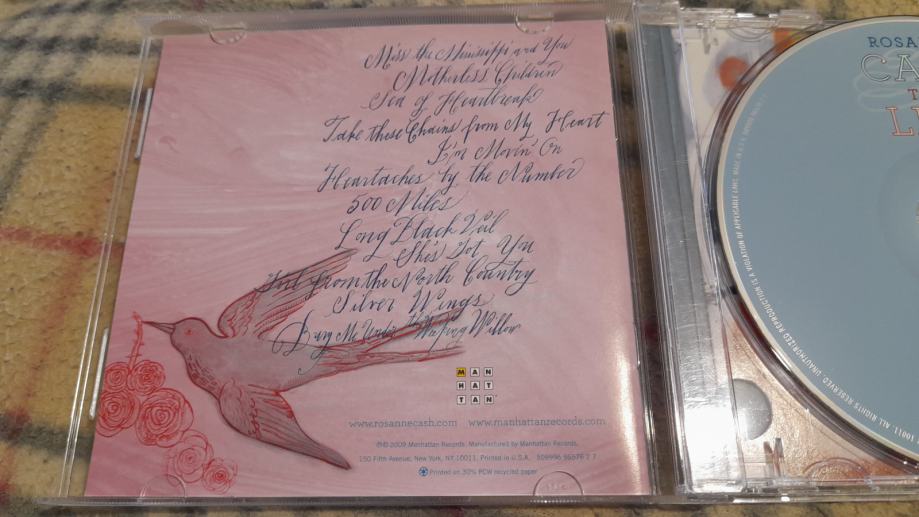 Miss the Mississippi and You
Motherless Children
Sea of Heartbreak
Take these Chains from My Heart
I'm Movin' On
Heartaches by the Number
500 Miles
Long Black Veil
She's Got You
Girl from the North Country
Silver Wings
Bury Me Under the Weeping Willow
MAN
HAT
TAN
www.rosannecash.com www.manhattanrecords.com
℗© 2009 Manhattan Records. Manufactured by Manhattan Records,
150 Fifth Avenue, New York, NY 10011. Printed in U.S.A.
Printed on 30% PCW recycled paper
ROSA
CA
T
L
ALL RIGHTS RESERVED. UNAUTHORIZED REPRODUCTION IS A VIOLATION OF APPLICABLE LAWS.